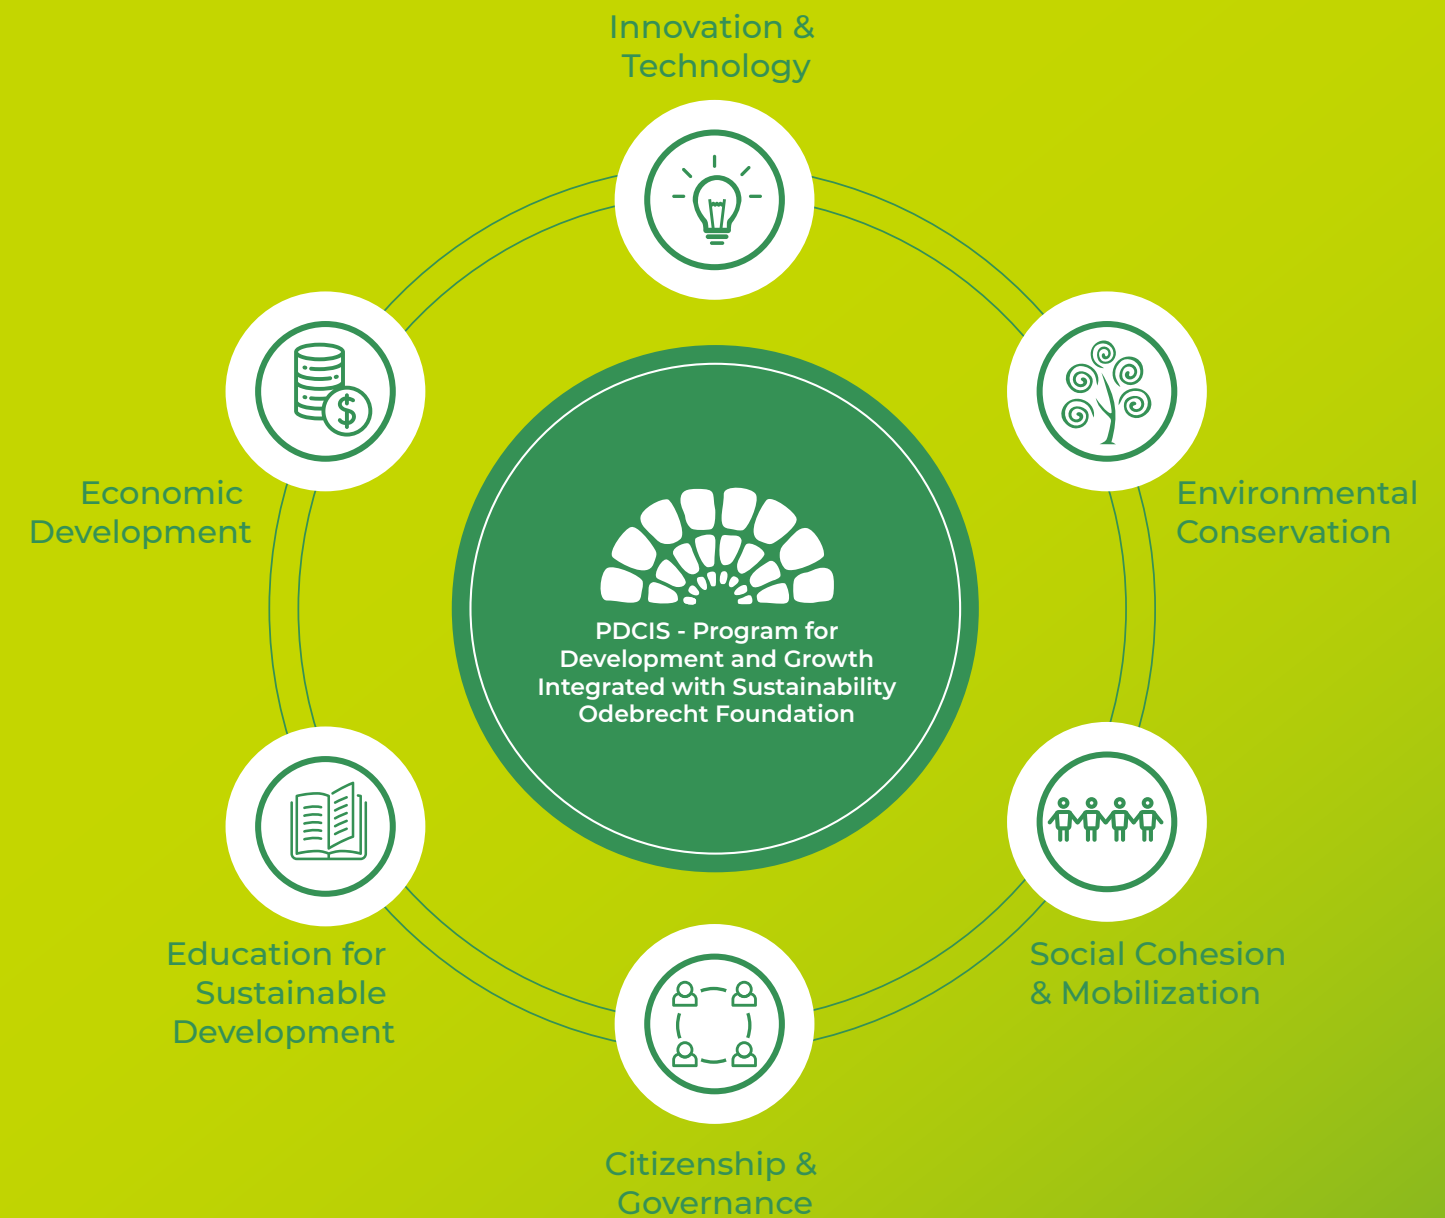 Innovation &
Technology
Economic
Development
Environmental
Conservation
$
PDCIS - Program for
Development and Growth
Integrated with Sustainability
Odebrecht Foundation
Education for
Sustainable
Development
Social Cohesion
& Mobilization
Citizenship &
Governance